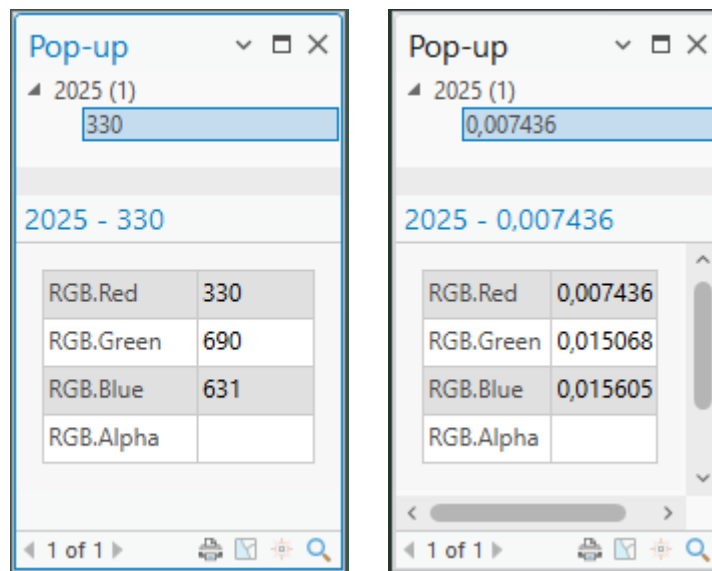 Pop-up
2025 (1)
330
2025 - 330
RGB.Red 330
RGB.Green 690
RGB.Blue 631
RGB.Alpha
1 of 1
Pop-up
2025 (1)
0,007436
2025 - 0,007436
RGB.Red 0,007436
RGB.Green 0,015068
RGB.Blue 0,015605
RGB.Alpha
1 of 1